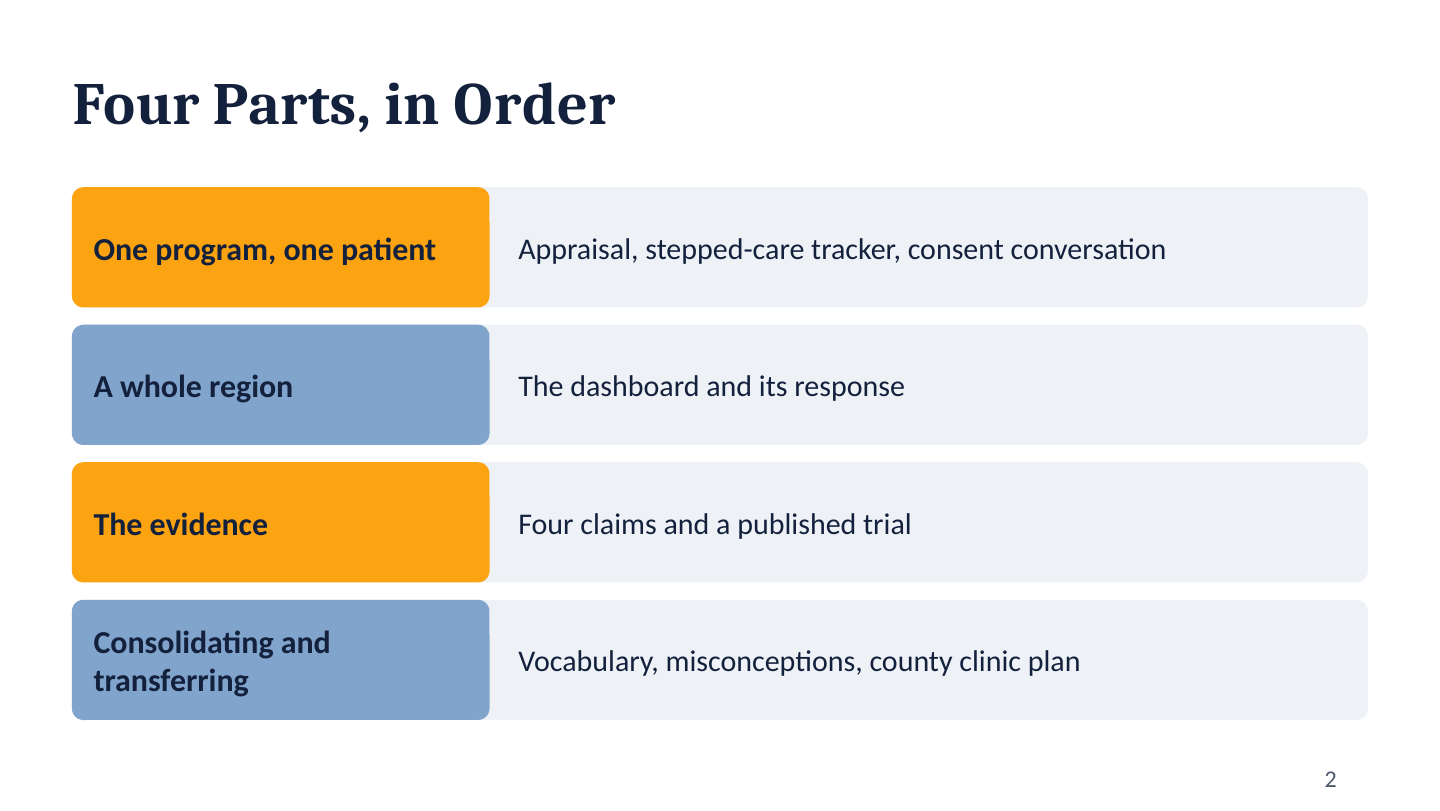 Four Parts, in Order
One program, one patient
Appraisal, stepped-care tracker, consent conversation
A whole region
The dashboard and its response
The evidence
Four claims and a published trial
Consolidating and
transferring
Vocabulary, misconceptions, county clinic plan
2